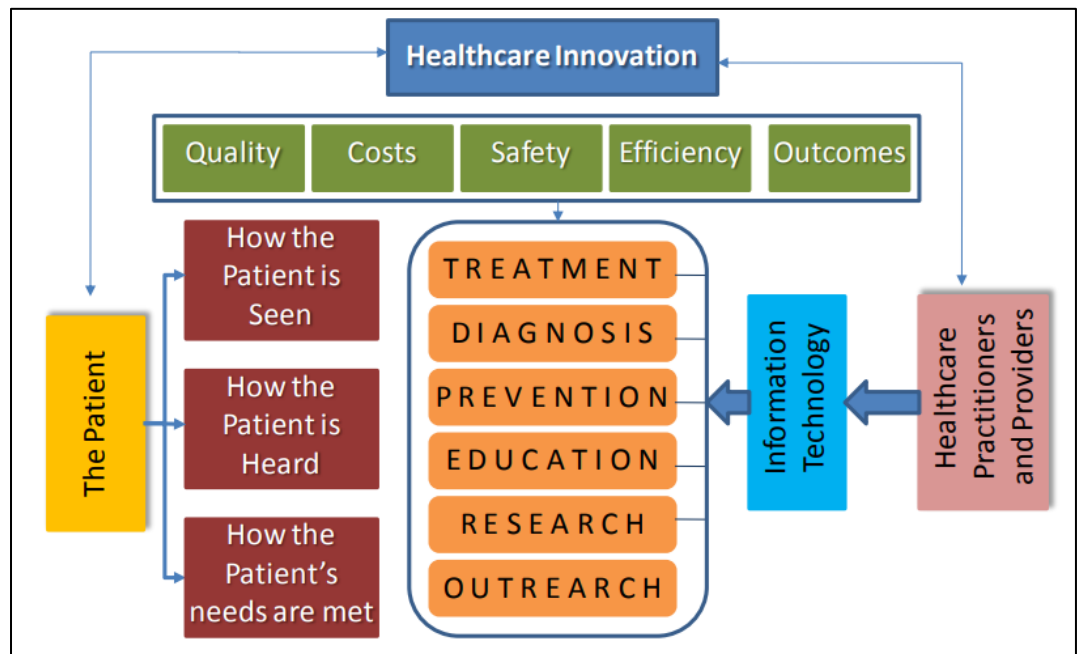 Healthcare Innovation
Quality
Costs
Safety
Efficiency
Outcomes
The Patient
How the
Patient is
Seen
How the
Patient is
Heard
How the
Patient's
needs are met
TREATMENT
DIAGNOSIS
PREVENTION
EDUCATION
RESEARCH
OUTREARCH
Information
Technology
Healthcare
Practitioners
and Providers